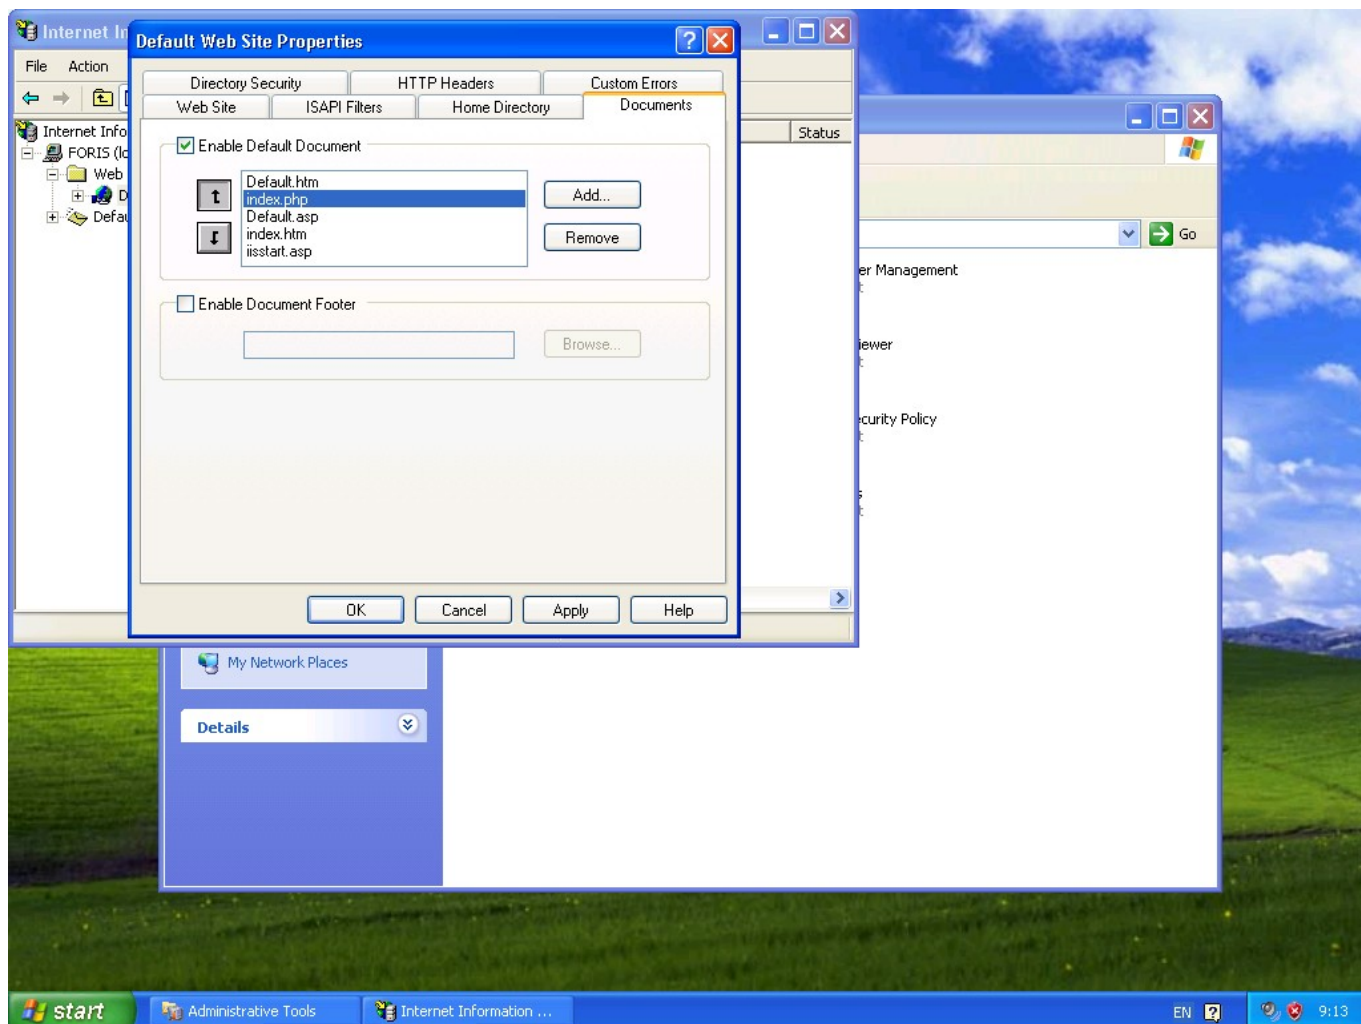 Internet In
Default Web Site Properties
File Action
Directory Security HTTP Headers Custom Errors
Web Site ISAPI Filters Home Directory Documents
Internet Info
Status
Enable Default Document
FORIS (lo
Web
Default.htm
index.php
Default.asp
index.htm
iisstart.asp
Add...
Remove
D
Defau
Go
er Management
Enable Document Footer
Browse...
iewer
curity Policy
s
OK Cancel Apply Help
My Network Places
Details
start Administrative Tools Internet Information ... EN 9:13